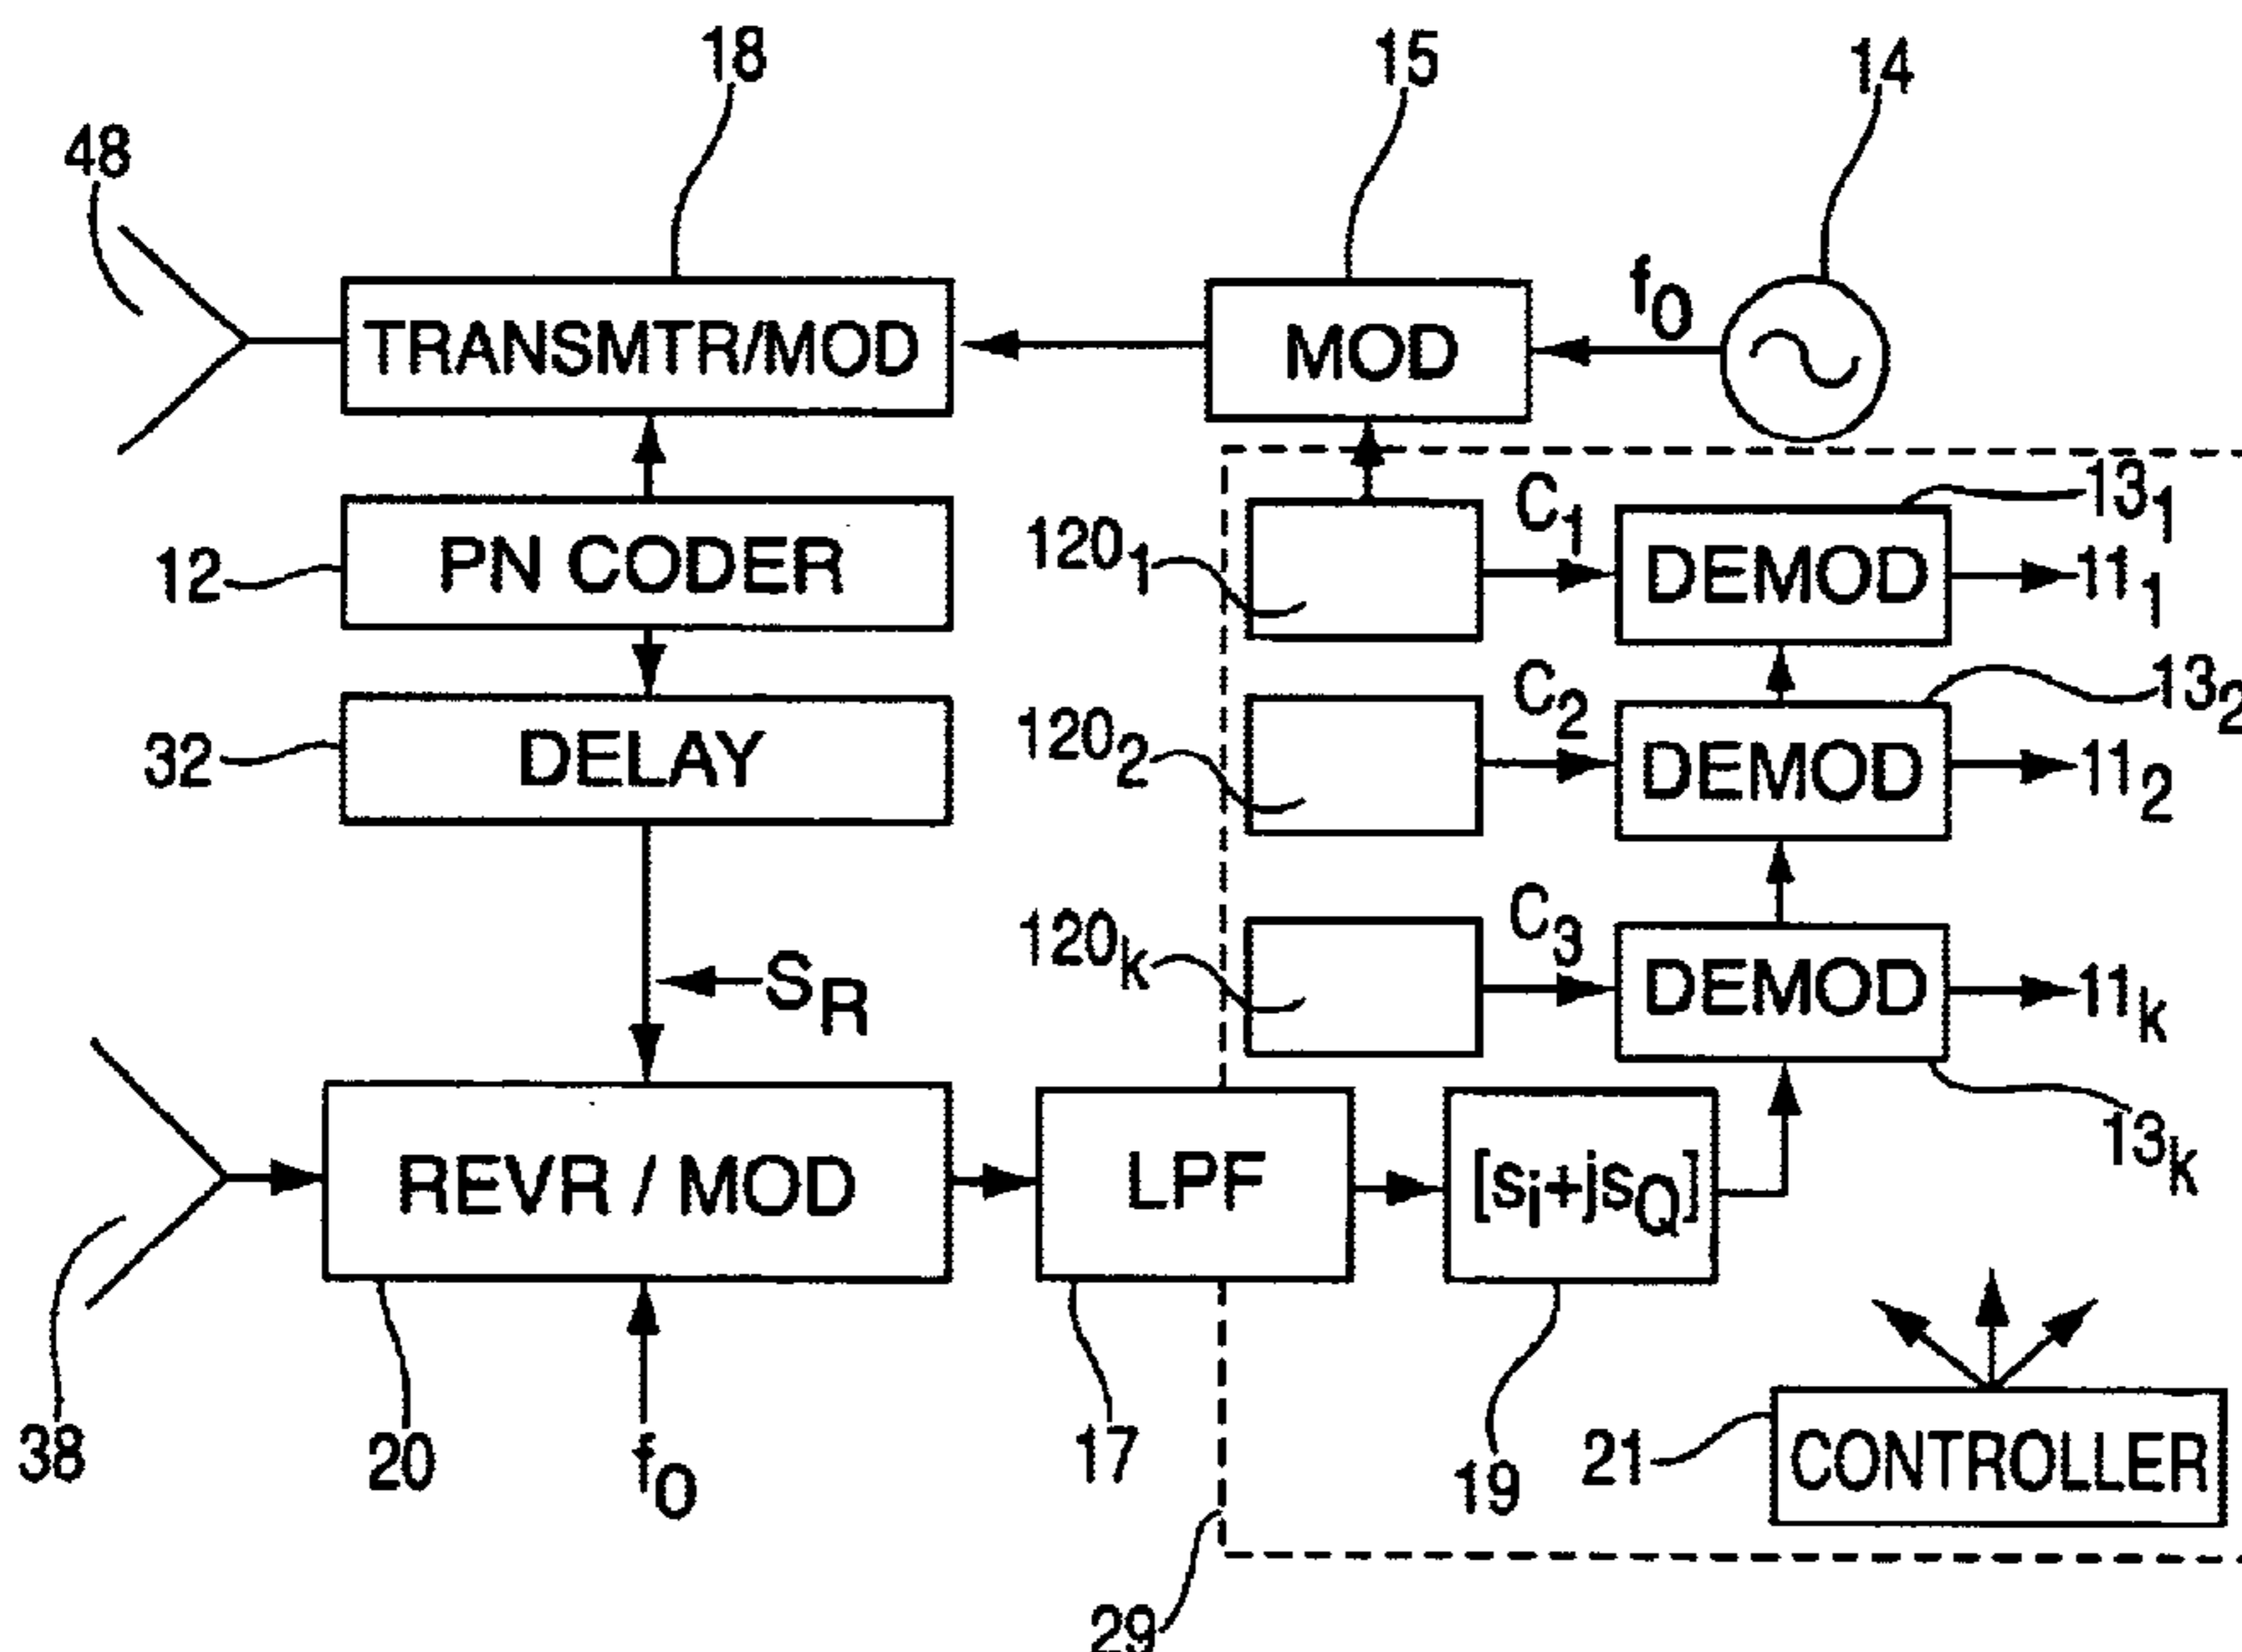 18
15
14
48
f0
TRANSMTR/MOD
MOD
PN CODER
12
1201
C1
DEMOD
131
111
DELAY
32
1202
C2
DEMOD
132
112
SR
120k
C3
DEMOD
11k
13k
REVR / MOD
LPF
[si+jsQ]
38
20
f0
17
19
21
CONTROLLER
29